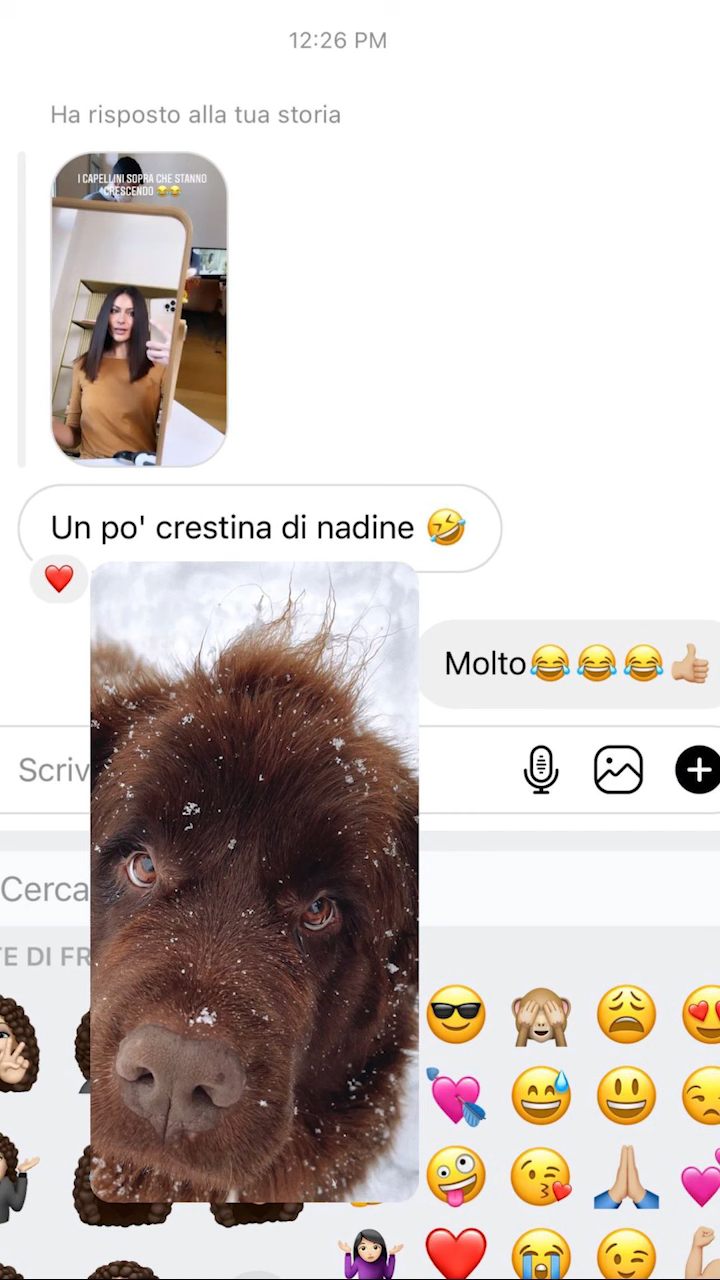 12:26 PM
Ha risposto alla tua storia
I CAPELLINI SOPRA CHE STANNO
CRESCENDO 😂😂
Un po' crestina di nadine 🤣
❤️
Molto😂😂😂👍🏼
Scriv
Cerca
TE DI FR